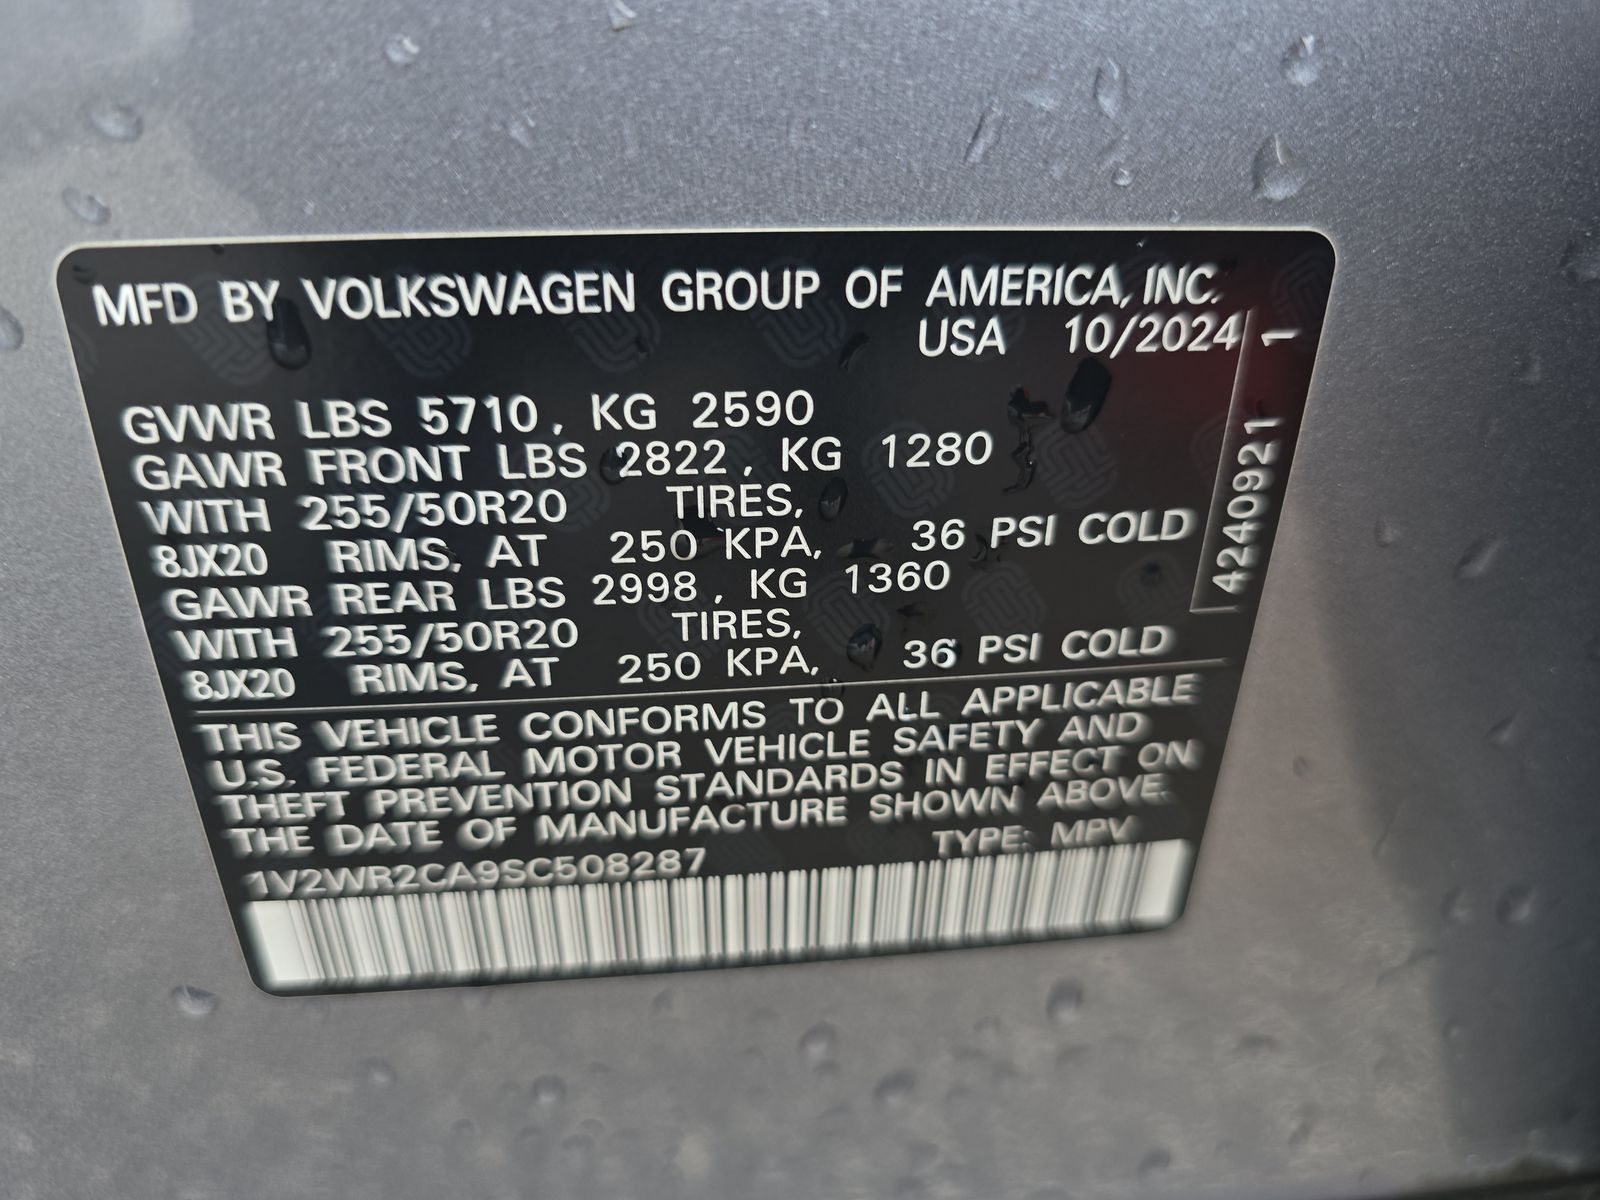 MFD BY VOLKSWAGEN GROUP OF AMERICA, INC.
USA 10/2024
GVWR LBS 5710, KG 2590
GAWR FRONT LBS 2822, KG 1280
WITH 255/50R20 TIRES,
8JX20 RIMS, AT 250 KPA, 36 PSI COLD
GAWR REAR LBS 2998, KG 1360
WITH 255/50R20 TIRES,
8JX20 RIMS, AT 250 KPA, 36 PSI COLD
THIS VEHICLE CONFORMS TO ALL APPLICABLE
U.S. FEDERAL MOTOR VEHICLE SAFETY AND
THEFT PREVENTION STANDARDS IN EFFECT ON
THE DATE OF MANUFACTURE SHOWN ABOVE.
1V2WR2CA9SC508287 TYPE: MPV
4240921 1